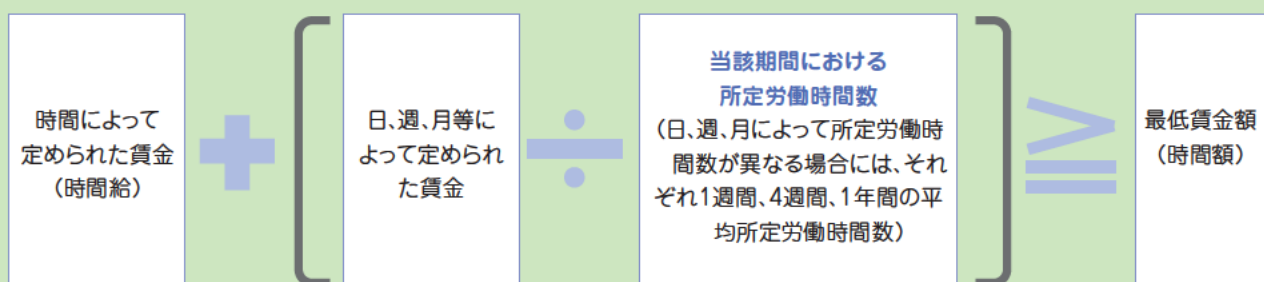 時間によって
定められた賃金
（時間給）
+
日、週、月等に
よって定められ
た賃金
÷
当該期間における
所定労働時間数
（日、週、月によって所定労働時
間数が異なる場合には、それ
ぞれ1週間、4週間、1年間の平
均所定労働時間数）
≧
最低賃金額
（時間額）